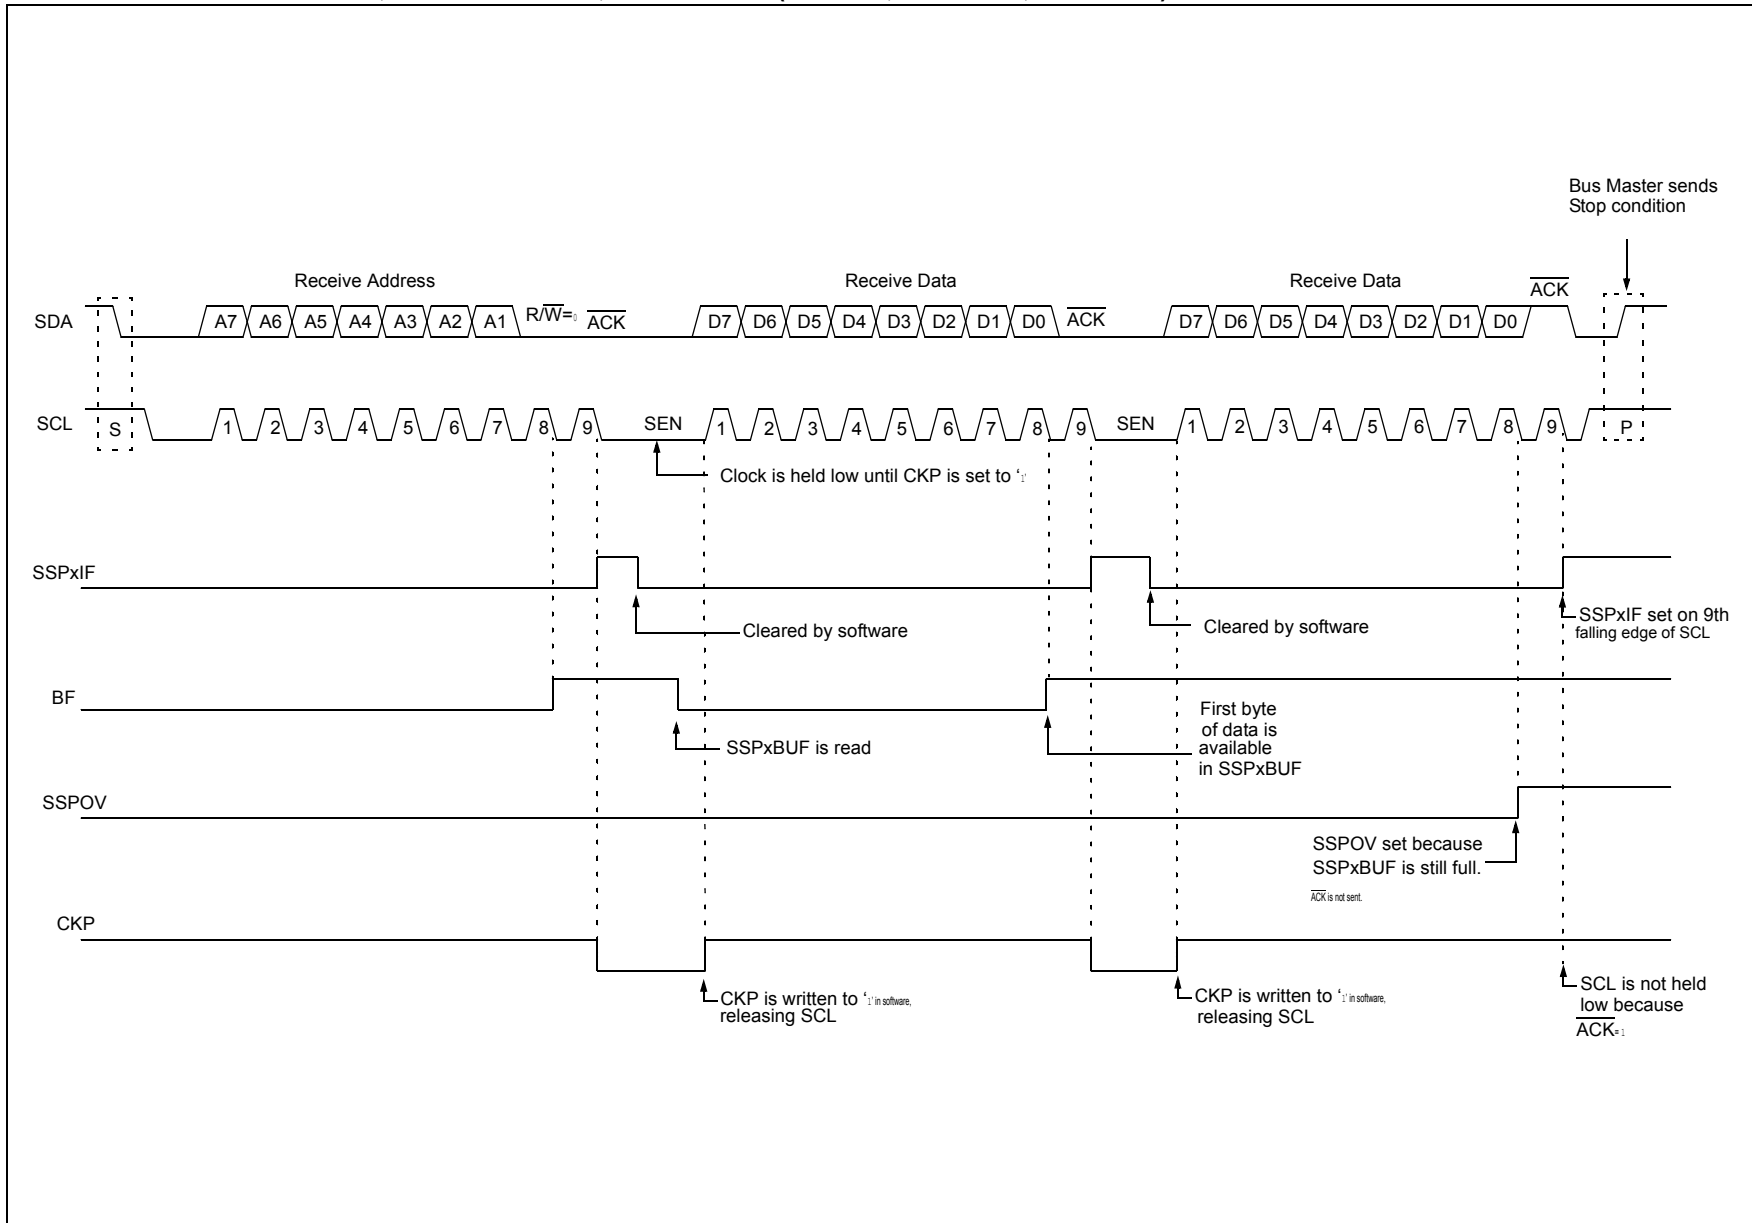 Bus Master sends
Stop condition
Receive Address
Receive Data
Receive Data
ACK
SDA
A7 A6 A5 A4 A3 A2 A1 R/W=0 ACK
D7 D6 D5 D4 D3 D2 D1 D0 ACK
D7 D6 D5 D4 D3 D2 D1 D0
SCL
S
1 2 3 4 5 6 7 8 9 SEN
1 2 3 4 5 6 7 8 9 SEN
1 2 3 4 5 6 7 8 9
P
Clock is held low until CKP is set to ‘1’
SSPxIF
Cleared by software
Cleared by software
SSPxIF set on 9th
falling edge of SCL
BF
SSPxBUF is read
First byte
of data is
available
in SSPxBUF
SSPOV
SSPOV set because
SSPxBUF is still full.
ACK is not sent.
CKP
CKP is written to ‘1’ in software,
releasing SCL
CKP is written to ‘1’ in software,
releasing SCL
SCL is not held
low because
ACK= 1